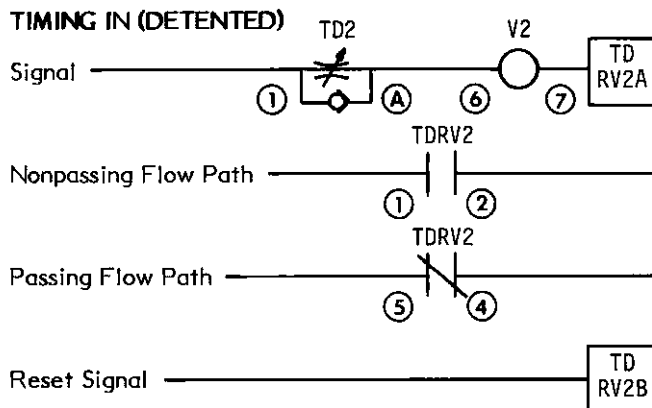 TIMING IN (DETENTED)
TD2
V2
Signal
TD
RV2A
1
A
6
7
TDRV2
Nonpassing Flow Path
1
2
TDRV2
Passing Flow Path
5
4
TD
RV2B
Reset Signal